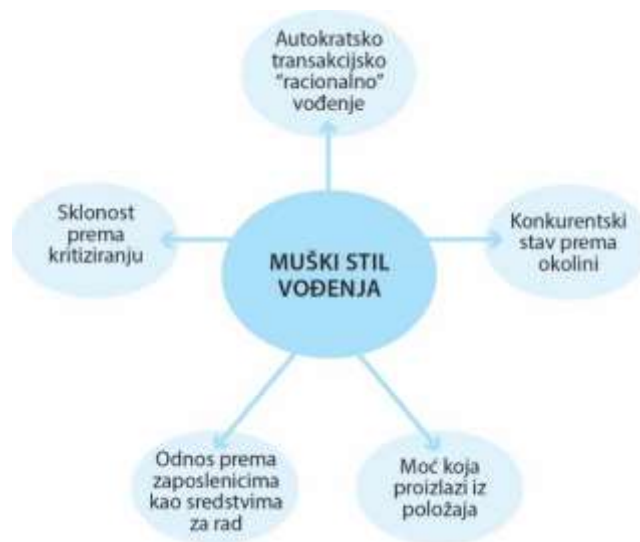 Autokratsko
transakcijsko
"racionalno"
vođenje
Sklonost
prema
kritiziranju
MUŠKI STIL
VOĐENJA
Konkurentski
stav prema
okolini
Odnos prema
zaposlenicima
kao sredstvima
za rad
Moć koja
proizlazi iz
položaja